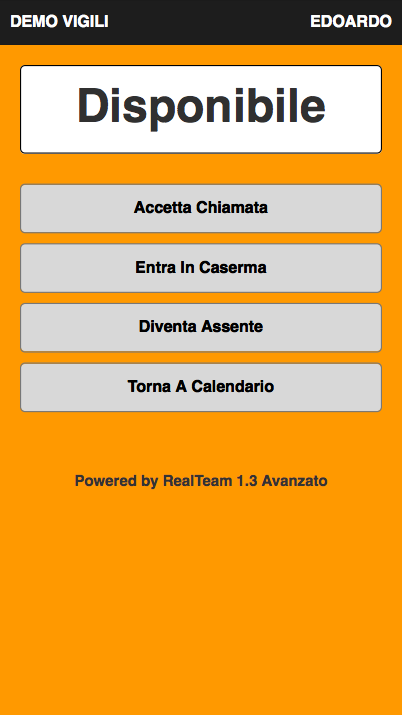 DEMO VIGILI EDOARDO
Disponibile
Accetta Chiamata
Entra In Caserma
Diventa Assente
Torna A Calendario
Powered by RealTeam 1.3 Avanzato